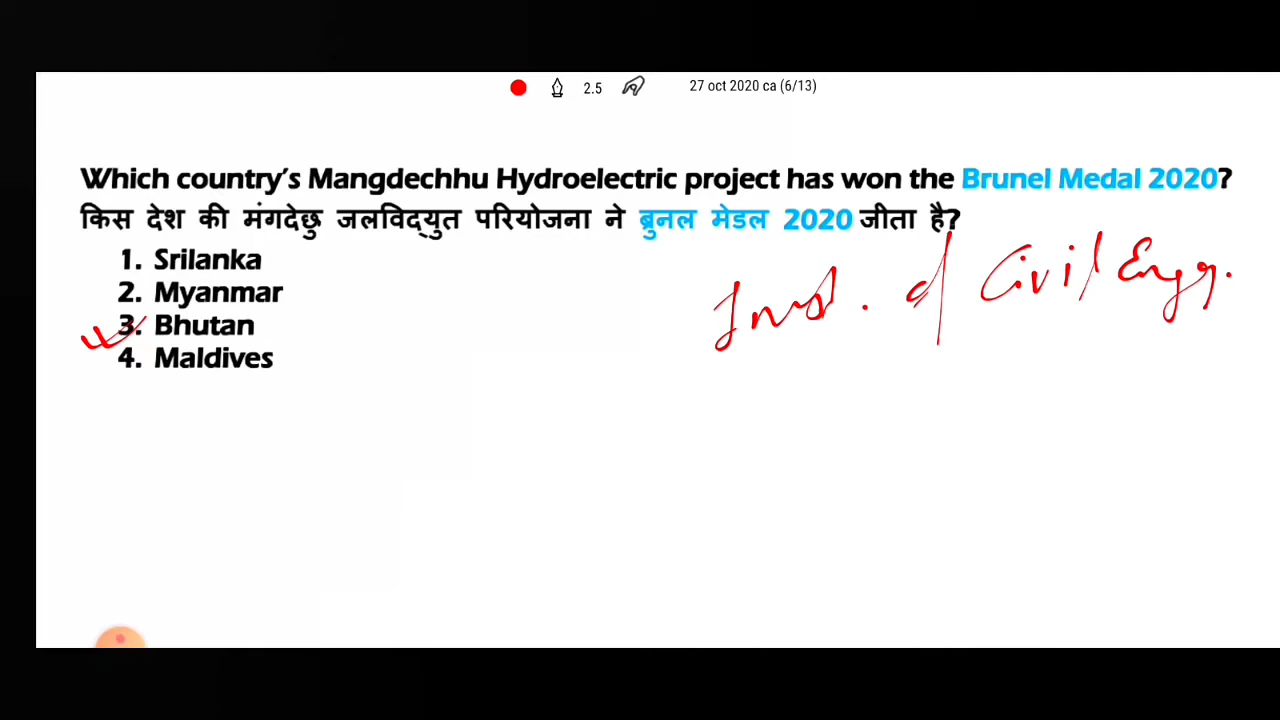 2.5 27 oct 2020 ca (6/13)
Which country's Mangdechhu Hydroelectric project has won the Brunel Medal 2020?
किस देश की मंगदेछु जलविद्युत परियोजना ने ब्रुनल मेडल 2020 जीता है?
1. Srilanka
2. Myanmar
3. Bhutan
4. Maldives
Inst. of Civil Engg.